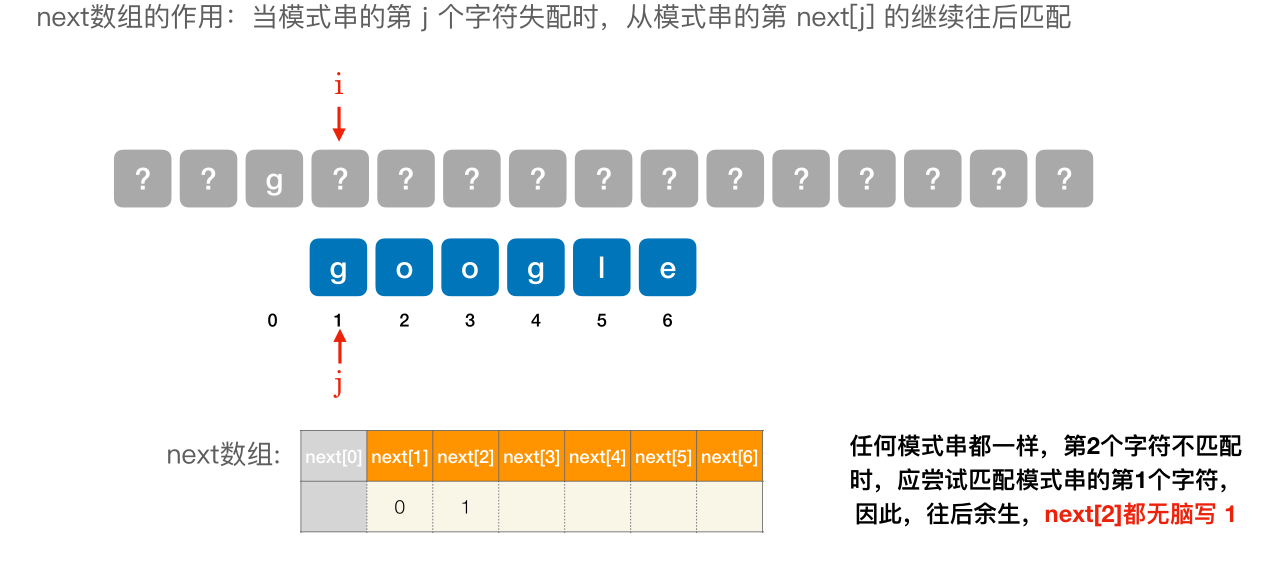 next数组的作用：当模式串的第 j 个字符失配时，从模式串的第 next[j] 的继续往后匹配
i
? ? g ? ? ? ? ? ? ? ? ? ? ? ?
g o o g l e
0 1 2 3 4 5 6
j
next数组:
next[0] next[1] next[2] next[3] next[4] next[5] next[6]
0 1
任何模式串都一样，第2个字符不匹配
时，应尝试匹配模式串的第1个字符，
因此，往后余生，next[2]都无脑写 1